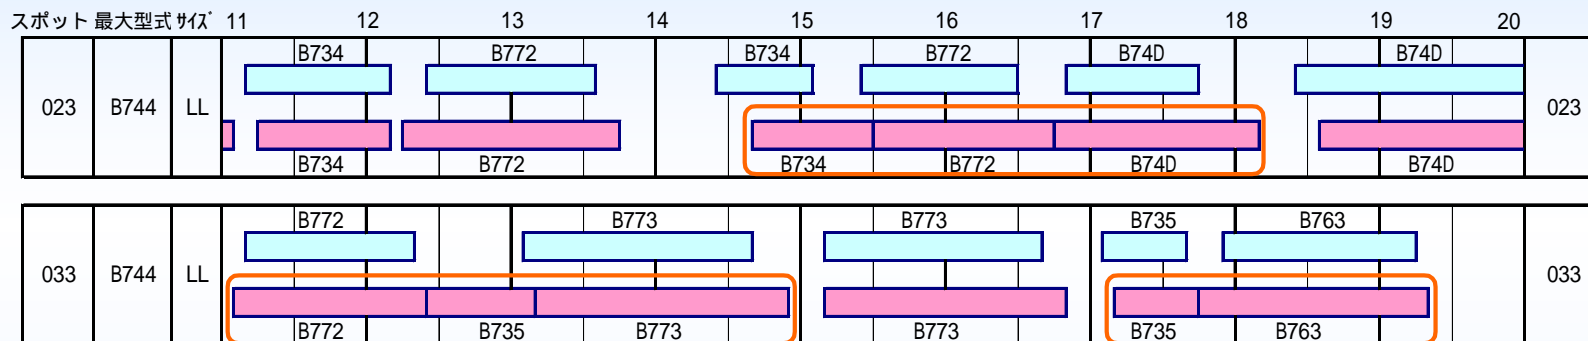 スポット 最大型式 ｻｲｽﾞ 11 12 13 14 15 16 17 18 19 20
B734 B772 B734 B772 B74D B74D
023 B744 LL 023
B734 B772 B734 B772 B74D B74D
B772 B773 B773 B735 B763
033 B744 LL 033
B772 B735 B773 B773 B735 B763